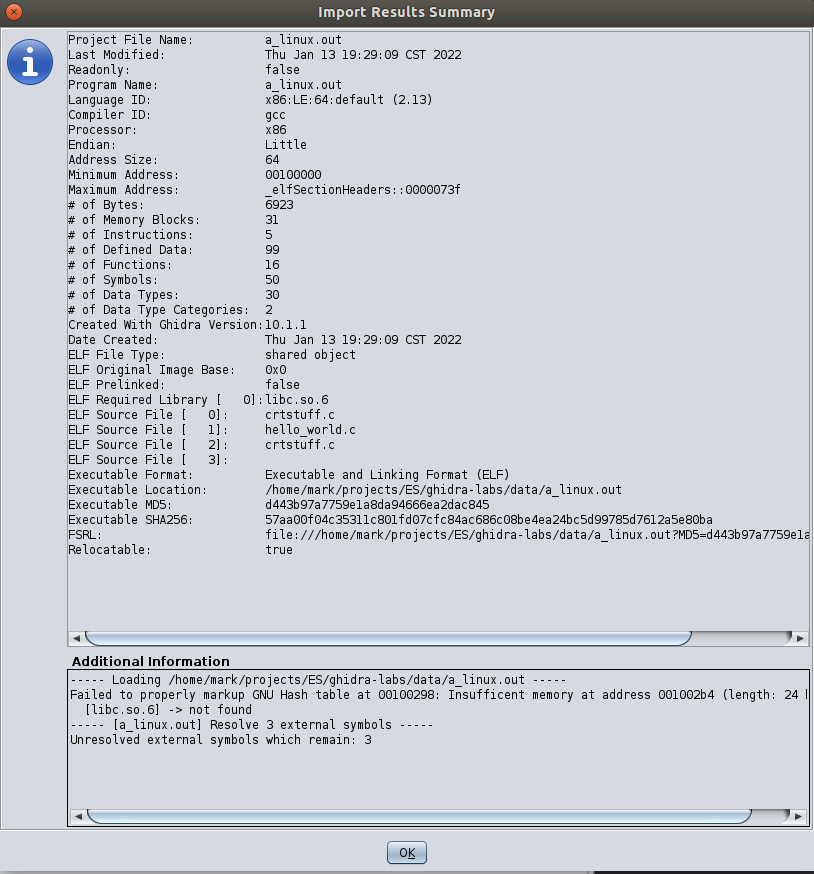 Import Results Summary
Project File Name: a_linux.out
Last Modified: Thu Jan 13 19:29:09 CST 2022
Readonly: false
Program Name: a_linux.out
Language ID: x86:LE:64:default (2.13)
Compiler ID: gcc
Processor: x86
Endian: Little
Address Size: 64
Minimum Address: 00100000
Maximum Address: _elfSectionHeaders::0000073f
# of Bytes: 6923
# of Memory Blocks: 31
# of Instructions: 5
# of Defined Data: 99
# of Functions: 16
# of Symbols: 50
# of Data Types: 30
# of Data Type Categories: 2
Created With Ghidra Version: 10.1.1
Date Created: Thu Jan 13 19:29:09 CST 2022
ELF File Type: shared object
ELF Original Image Base: 0x0
ELF Prelinked: false
ELF Required Library [ 0]: libc.so.6
ELF Source File [ 0]: crtstuff.c
ELF Source File [ 1]: hello_world.c
ELF Source File [ 2]: crtstuff.c
ELF Source File [ 3]:
Executable Format: Executable and Linking Format (ELF)
Executable Location: /home/mark/projects/ES/ghidra-labs/data/a_linux.out
Executable MD5: d443b97a7759e1a8da94666ea2dac845
Executable SHA256: 57aa00f04c35311c801fd07cfc84ac686c08be4ea24bc5d99785d7612a5e80ba
FSRL: file:///home/mark/projects/ES/ghidra-labs/data/a_linux.out?MD5=d443b97a7759e1a
Relocatable: true
Additional Information
----- Loading /home/mark/projects/ES/ghidra-labs/data/a_linux.out -----
Failed to properly markup GNU Hash table at 00100298: Insufficent memory at address 001002b4 (length: 24
[libc.so.6] -> not found
----- [a_linux.out] Resolve 3 external symbols -----
Unresolved external symbols which remain: 3
OK